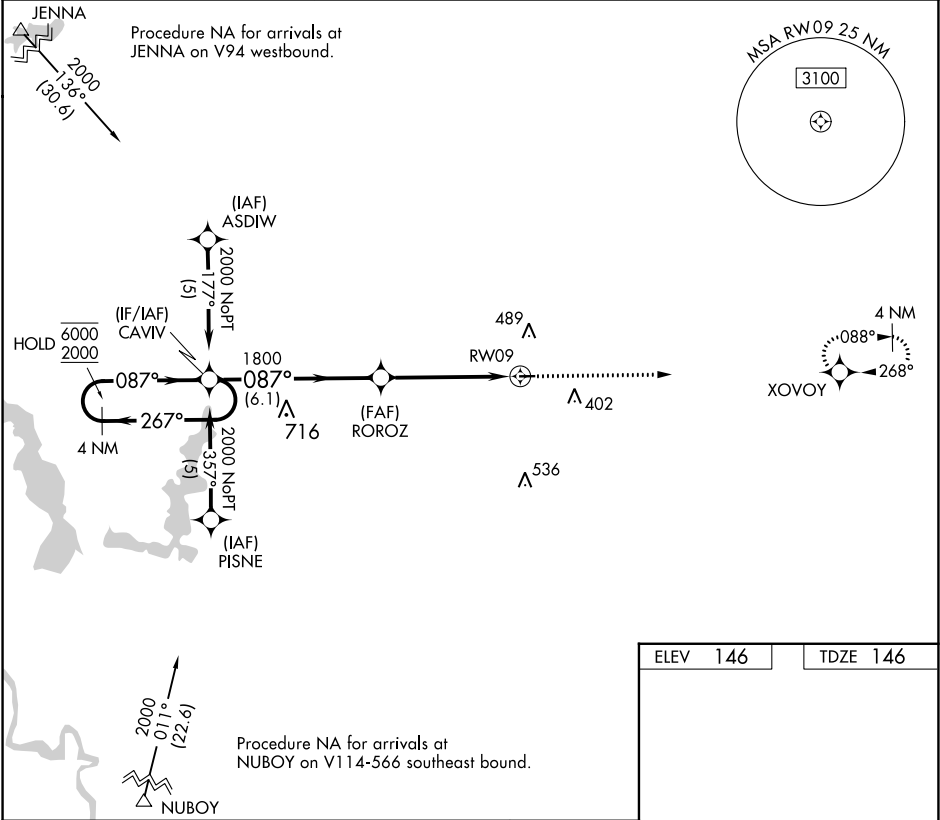 JENNA
Procedure NA for arrivals at
JENNA on V94 westbound.
2000
136°
(30.6)
MSA RW09 25 NM
3100
(IAF)
ASDIW
2000 NoPT
177°
(5)
(IF/IAF)
CAVIV
HOLD
6000
2000
087°
267°
4 NM
1800
087°
(6.1)
716
(FAF)
ROROZ
489
RW09
402
536
4 NM
088°
268°
XOVOY
2000 NoPT
357°
(5)
(IAF)
PISNE
ELEV 146
TDZE 146
2000
011°
(22.6)
Procedure NA for arrivals at
NUBOY on V114-566 southeast bound.
NUBOY